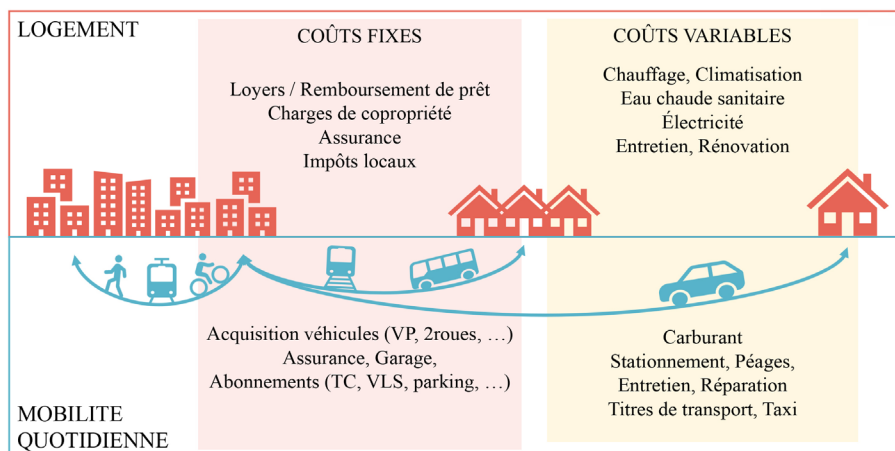 LOGEMENT
COÛTS FIXES
Loyers / Remboursement de prêt
Charges de copropriété
Assurance
Impôts locaux
COÛTS VARIABLES
Chauffage, Climatisation
Eau chaude sanitaire
Électricité
Entretien, Rénovation
Acquisition véhicules (VP, 2roues, …)
Assurance, Garage,
Abonnements (TC, VLS, parking, …)
Carburant
Stationnement, Péages,
Entretien, Réparation
Titres de transport, Taxi
MOBILITE
QUOTIDIENNE